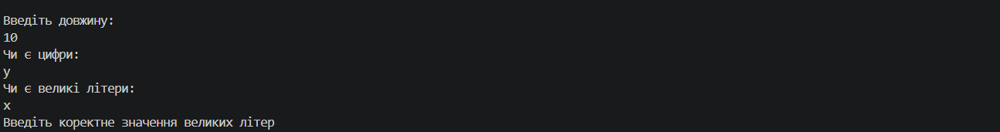 Введіть довжину:
10
Чи є цифри:
y
Чи є великі літери:
x
Введіть коректне значення великих літер